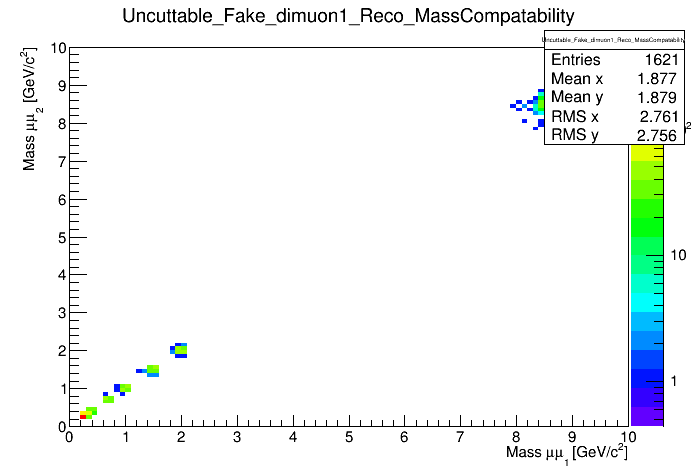 Uncuttable_Fake_dimuon1_Reco_MassCompatability
Uncuttable_Fake_dimuon1_Reco_MassCompatability
Entries 1621
Mean x 1.877
Mean y 1.879
RMS x 2.761
RMS y 2.756
Mass μμ2 [GeV/c2]
10
9
8
7
6
5
4
3
2
1
0
2
10
1
0 1 2 3 4 5 6 7 8 9 10
Mass μμ1 [GeV/c2]